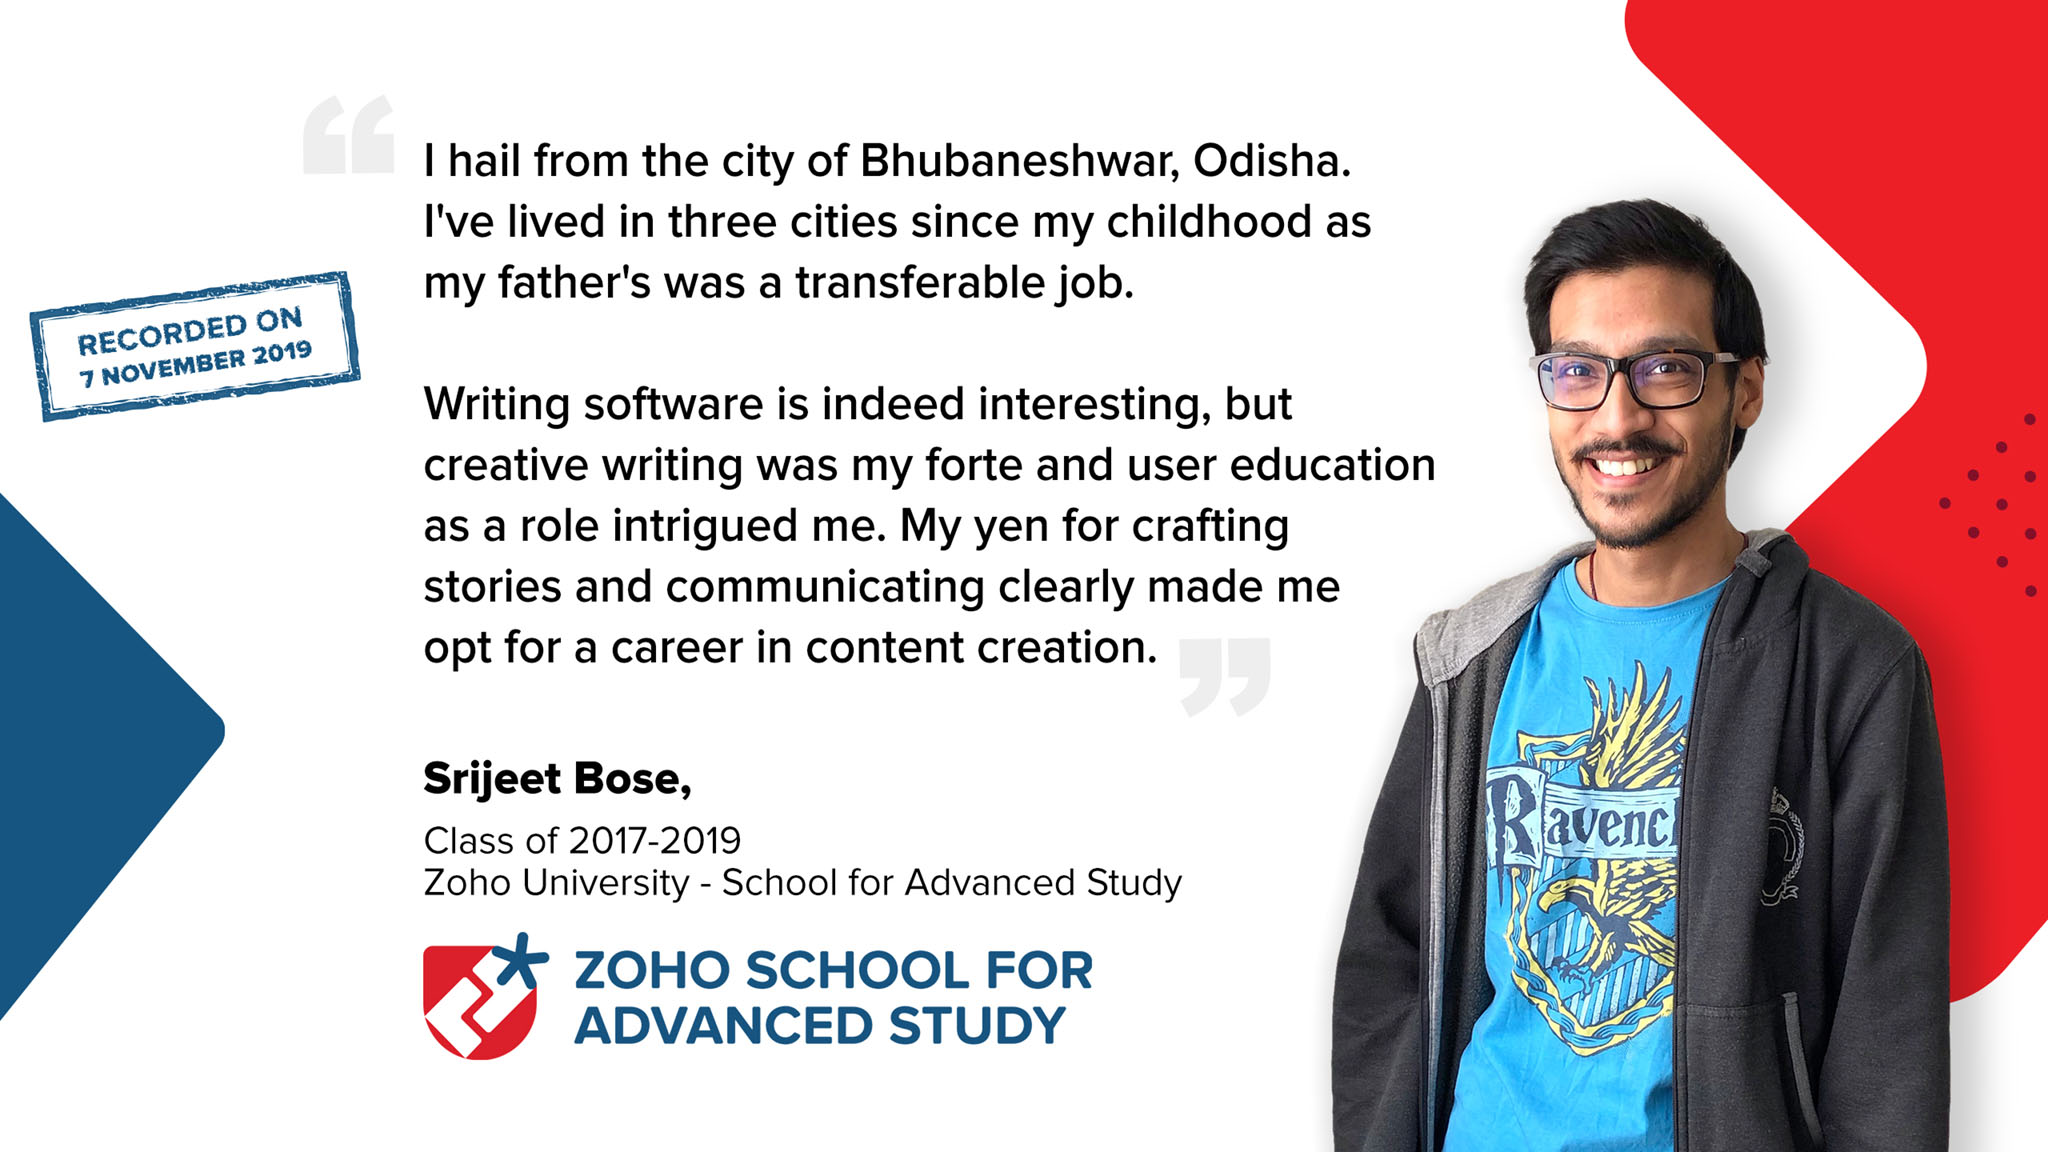 I hail from the city of Bhubaneshwar, Odisha.
I've lived in three cities since my childhood as
my father's was a transferable job.
RECORDED ON
7 NOVEMBER 2019
Writing software is indeed interesting, but
creative writing was my forte and user education
as a role intrigued me. My yen for crafting
stories and communicating clearly made me
opt for a career in content creation.
Srijeet Bose,
Class of 2017-2019
Zoho University - School for Advanced Study
ZOHO SCHOOL FOR
ADVANCED STUDY
Ravencl